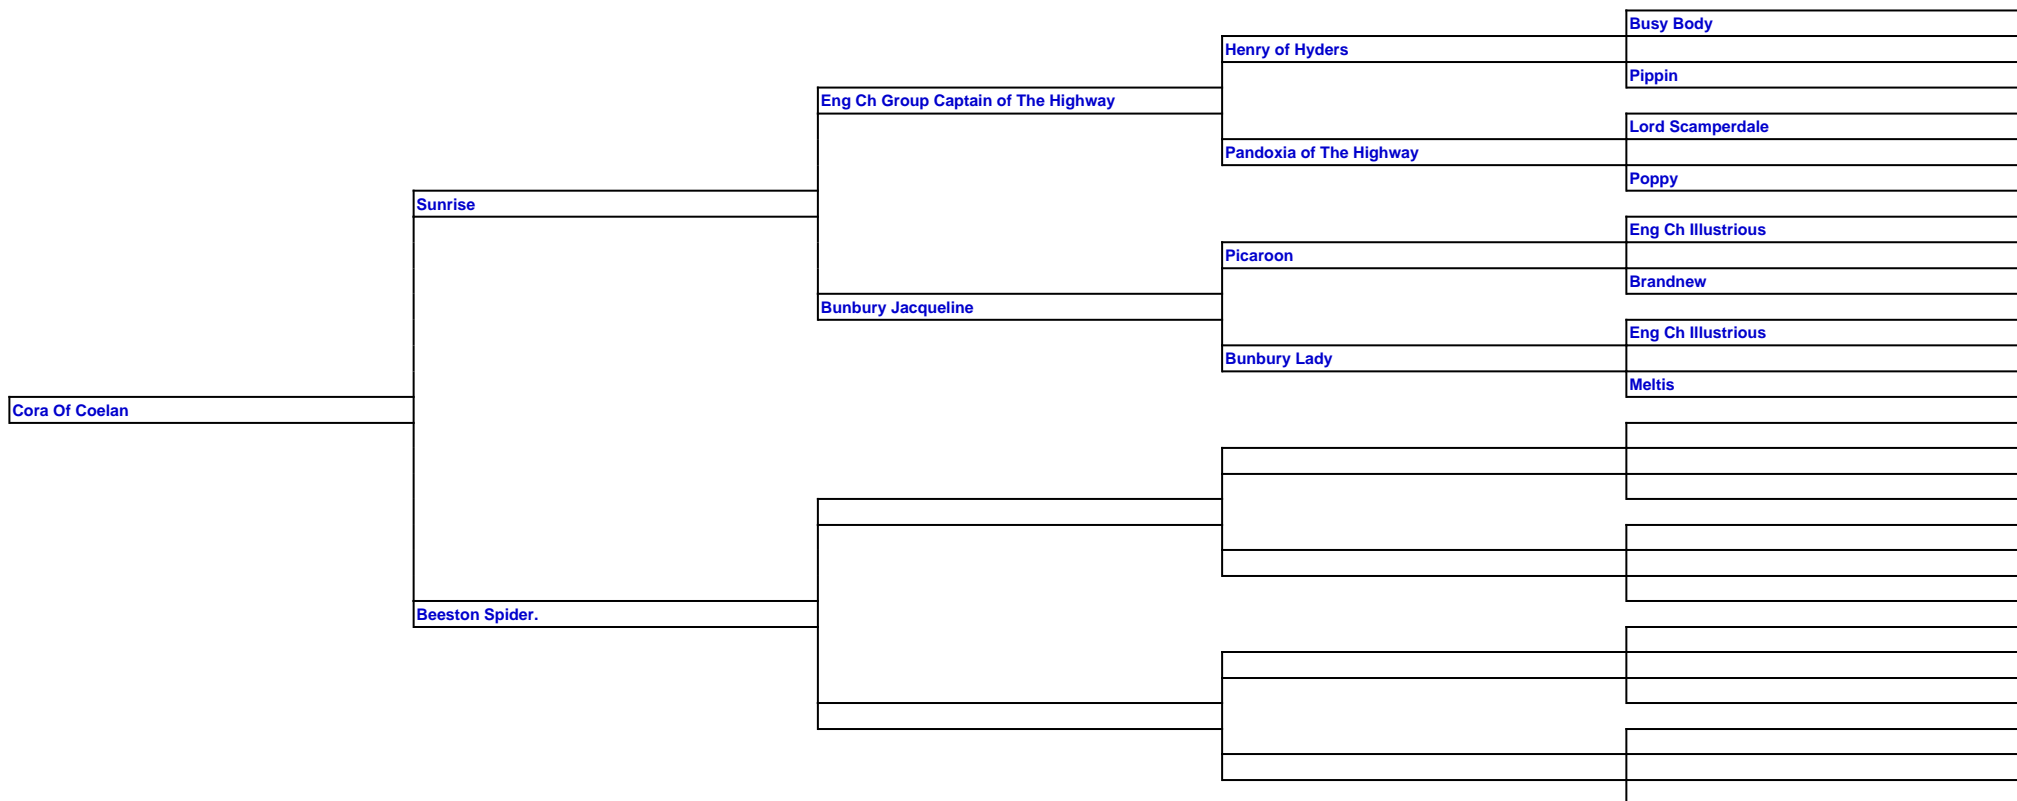 Busy Body
Henry of Hyders
Pippin
Eng Ch Group Captain of The Highway
Lord Scamperdale
Pandoxia of The Highway
Poppy
Sunrise
Eng Ch Illustrious
Picaroon
Brandnew
Bunbury Jacqueline
Eng Ch Illustrious
Bunbury Lady
Meltis
Cora Of Coelan
Beeston Spider.